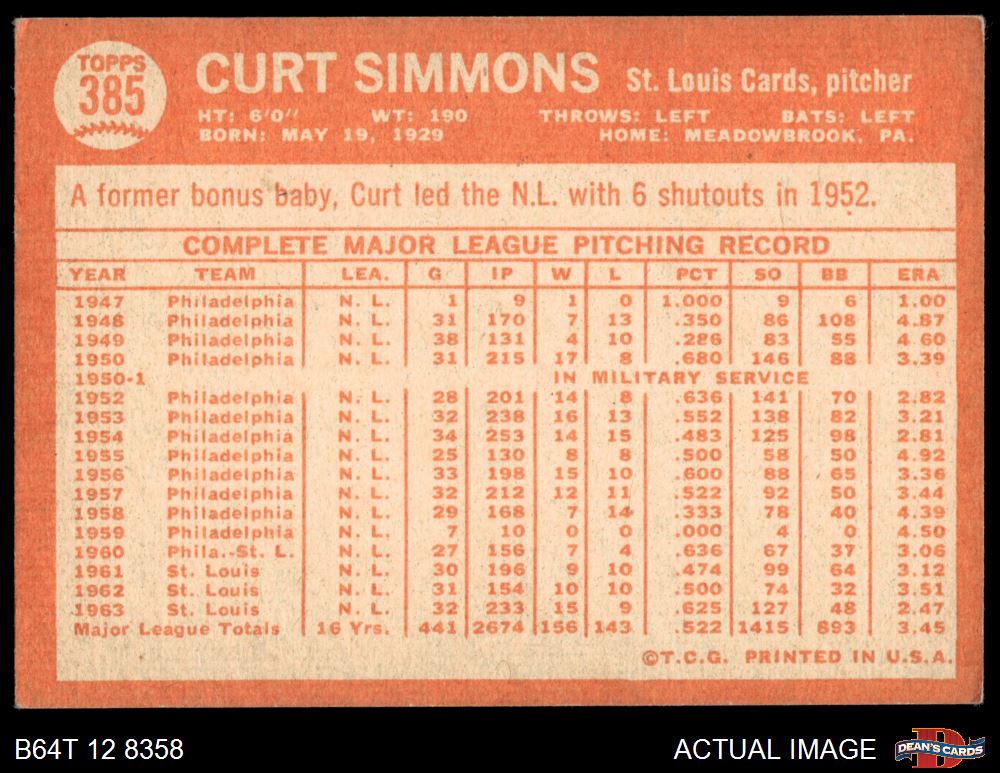 TOPPS
385
CURT SIMMONS St. Louis Cards, pitcher
HT: 6'0" WT: 190 THROWS: LEFT BATS: LEFT
BORN: MAY 19, 1929 HOME: MEADOWBROOK, PA.
A former bonus baby, Curt led the N.L. with 6 shutouts in 1952.
COMPLETE MAJOR LEAGUE PITCHING RECORD
YEAR TEAM LEA. G IP W L PCT SO BB ERA
1947 Philadelphia N. L. 1 9 1 0 1.000 9 6 1.00
1948 Philadelphia N. L. 31 170 7 13 .350 86 108 4.87
1949 Philadelphia N. L. 38 131 4 10 .286 83 55 4.60
1950 Philadelphia N. L. 31 215 17 8 .680 146 88 3.39
1950-1 IN MILITARY SERVICE
1952 Philadelphia N. L. 28 201 14 8 .636 141 70 2.82
1953 Philadelphia N. L. 32 238 16 13 .552 138 82 3.21
1954 Philadelphia N. L. 34 253 14 15 .483 125 98 2.81
1955 Philadelphia N. L. 25 130 8 8 .500 58 50 4.92
1956 Philadelphia N. L. 33 198 15 10 .600 88 65 3.36
1957 Philadelphia N. L. 32 212 12 11 .522 92 50 3.44
1958 Philadelphia N. L. 29 168 7 14 .333 78 40 4.39
1959 Philadelphia N. L. 7 10 0 0 .000 4 0 4.50
1960 Phila.-St. L. N. L. 27 156 7 4 .636 67 37 3.06
1961 St. Louis N. L. 30 196 9 10 .474 99 64 3.12
1962 St. Louis N. L. 31 154 10 10 .500 74 32 3.51
1963 St. Louis N. L. 32 233 15 9 .625 127 48 2.47
Major League Totals 16 Yrs. 441 2674 156 143 .522 1415 893 3.45
©T.C.G. PRINTED IN U.S.A.
B64T 12 8358 ACTUAL IMAGE D DEAN'S CARDS